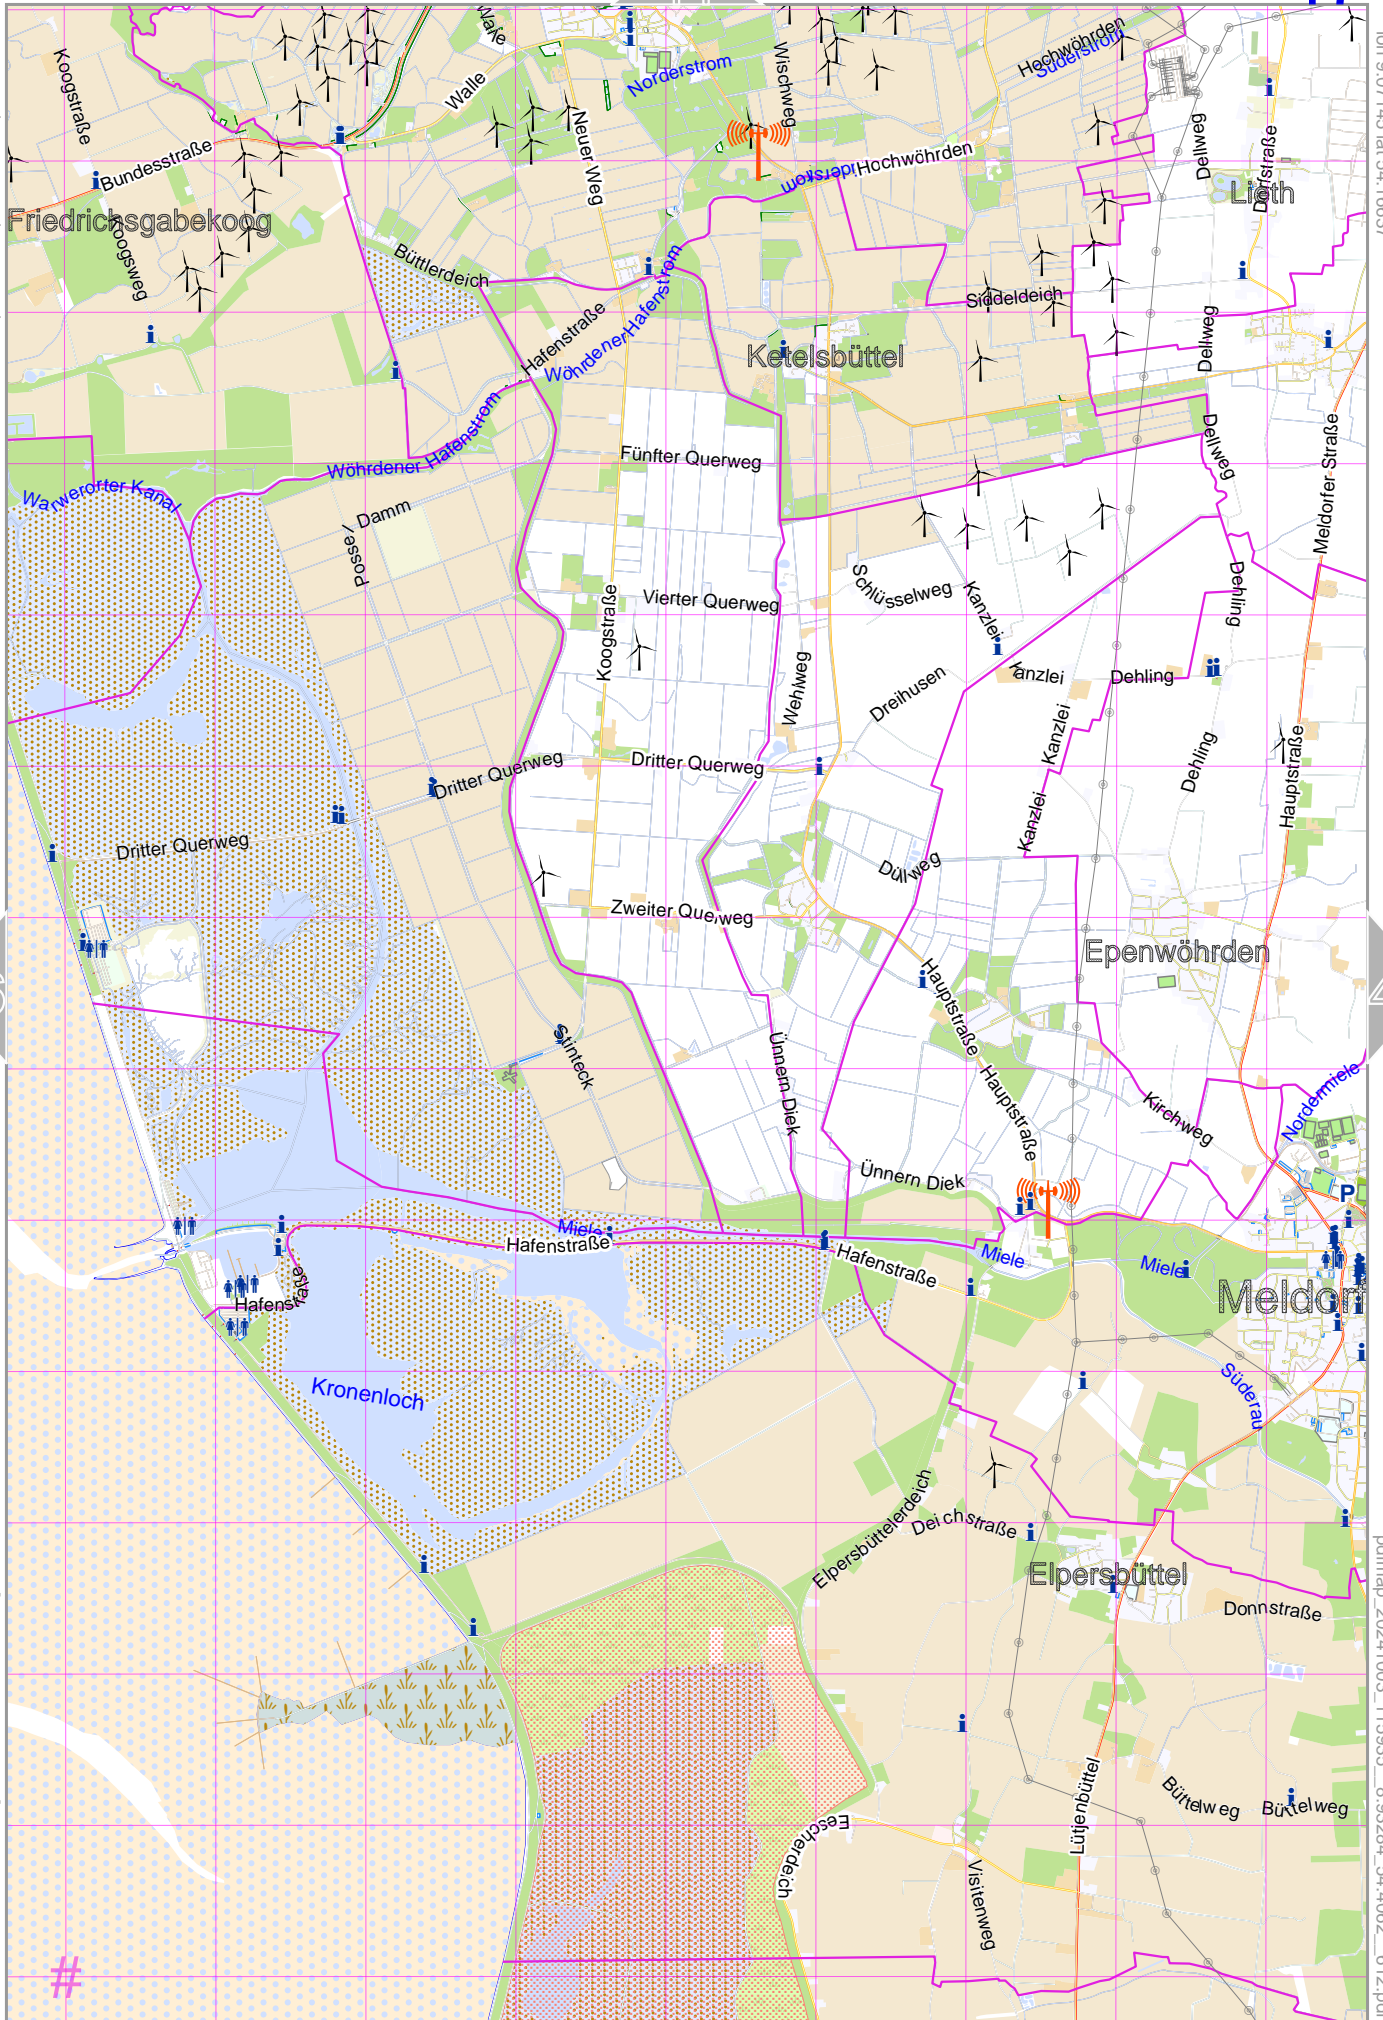 Koogstraße
Walle
Walle
Norderstrom
Wischweg
Hochwöhrden
Süderstrom
Bundesstraße
Neuer Weg
Hochwöhrden
Dellweg
Dorfstraße
Lieth
Friedrichsgabekoog
Koogsweg
Büttlerdeich
Hafenstraße
Wöhrdener Hafenstrom
Siddeldeich
Dellweg
Ketelsbüttel
Wöhrdener Hafenstrom
Fünfter Querweg
Dellweg
Meldorfer Straße
Warwerorter Kanal
Damm
Possel
Koogstraße
Vierter Querweg
Schlüsselweg
Kanzlei
Dehling
Wehlweg
Dreihusen
Kanzlei
Dehling
Kanzlei
Dehling
Hauptstraße
Dritter Querweg
Dritter Querweg
Dritter Querweg
Kanzlei
Düllweg
Zweiter Querweg
Epenwöhrden
Hauptstraße
Stinteck
Ünnern Diek
Hauptstraße
Kirchweg
Nordermiele
Ünnern Diek
P
Miele
Hafenstraße
Hafenstraße
Miele
Miele
Hafenstraße
Meldorf
Kronenloch
Süderau
Elpersbüttelerdeich
Deichstraße
Elpersbüttel
Donnstraße
Lütjenbüttel
Büttelweg
Büttelweg
Eescherdeich
Visitenweg
#